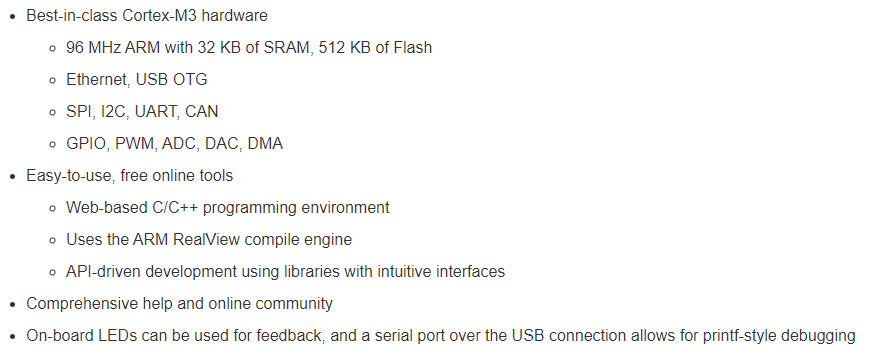 Best-in-class Cortex-M3 hardware
96 MHz ARM with 32 KB of SRAM, 512 KB of Flash
Ethernet, USB OTG
SPI, I2C, UART, CAN
GPIO, PWM, ADC, DAC, DMA
Easy-to-use, free online tools
Web-based C/C++ programming environment
Uses the ARM RealView compile engine
API-driven development using libraries with intuitive interfaces
Comprehensive help and online community
On-board LEDs can be used for feedback, and a serial port over the USB connection allows for printf-style debugging